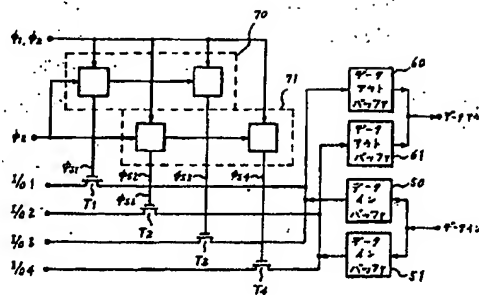 φ₁, φ₂
70
71
φR
φS1
φS2
φS3
φS4
I/O 1
I/O 2
I/O 3
I/O 4
T1
T2
T3
T4
データ
アウト
バッファ
60
データ
アウト
バッファ
61
データアウト
データ
イン
バッファ
50
データ
イン
バッファ
51
データイン